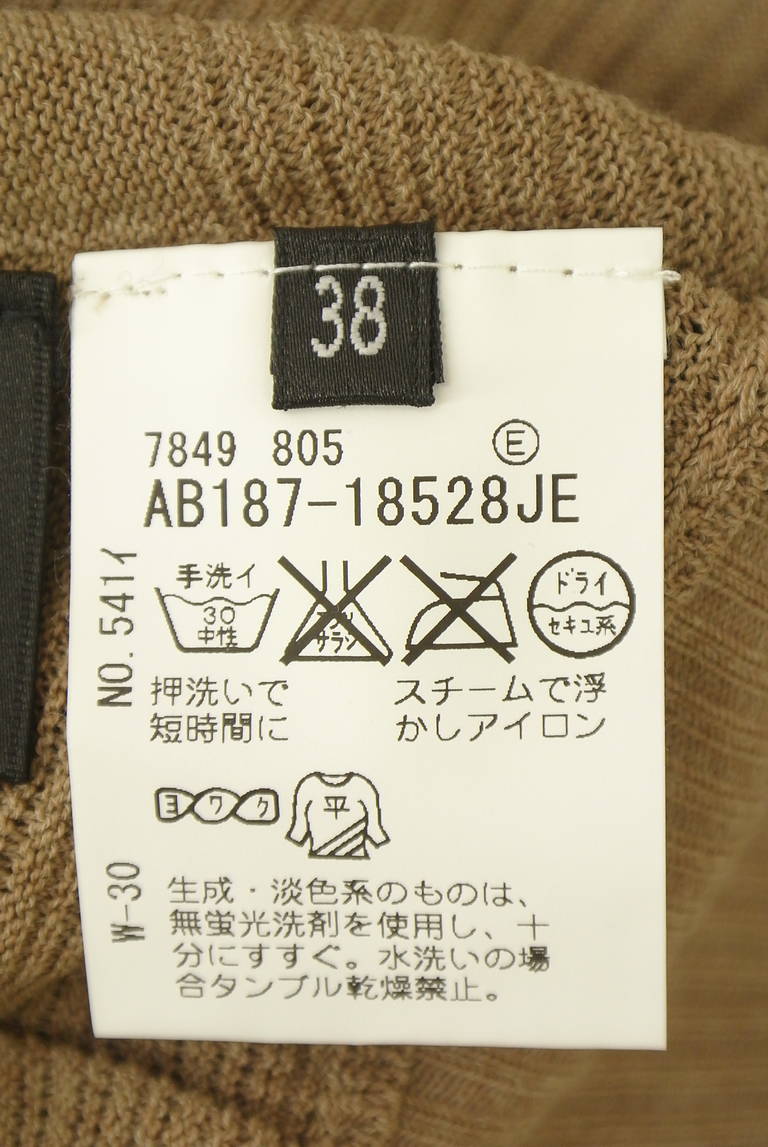 38
7849 805 E
AB187-18528JE
NO.541イ
手洗イ
30
中性
サラシ
ドライ
セキユ系
押洗いで
短時間に
スチームで浮
かしアイロン
ヨワク
平
W-30
生成・淡色系のものは、
無蛍光洗剤を使用し、十
分にすすぐ。水洗いの場
合タンブル乾燥禁止。